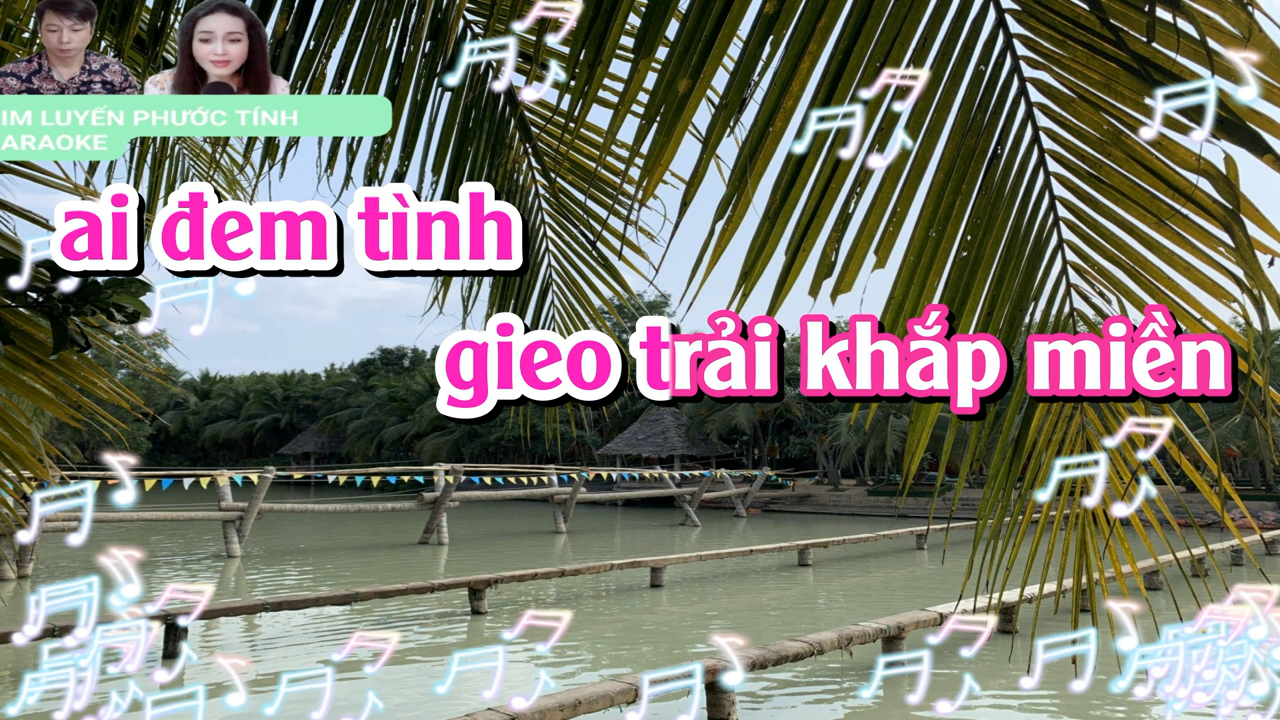 IM LUYẾN PHƯỚC TÍNH
ARAOKE
ai đem tình
gieo trải khắp miền